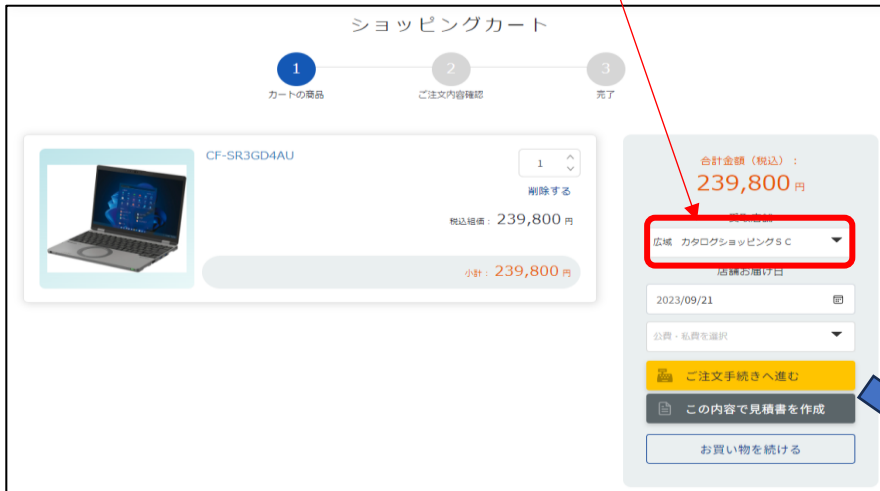 ショッピングカート
1
2
3
カートの商品
ご注文内容確認
完了
CF-SR3GD4AU
1
削除する
税込組価: 239,800 円
小計: 239,800 円
合計金額（税込）:
239,800 円
受取店舗
広域 カタログショッピングSC
店舗お届け日
2023/09/21
公費・私費を選択
ご注文手続きへ進む
この内容で見積書を作成
お買い物を続ける